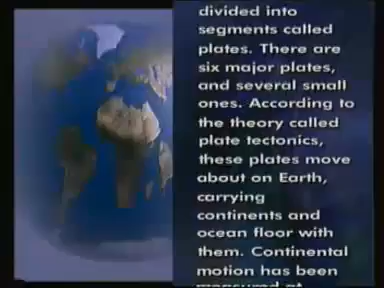 divided into
segments called
plates. There are
six major plates,
and several small
ones. According to
the theory called
plate tectonics,
these plates move
about on Earth,
carrying
continents and
ocean floor with
them. Continental
motion has been
measured at